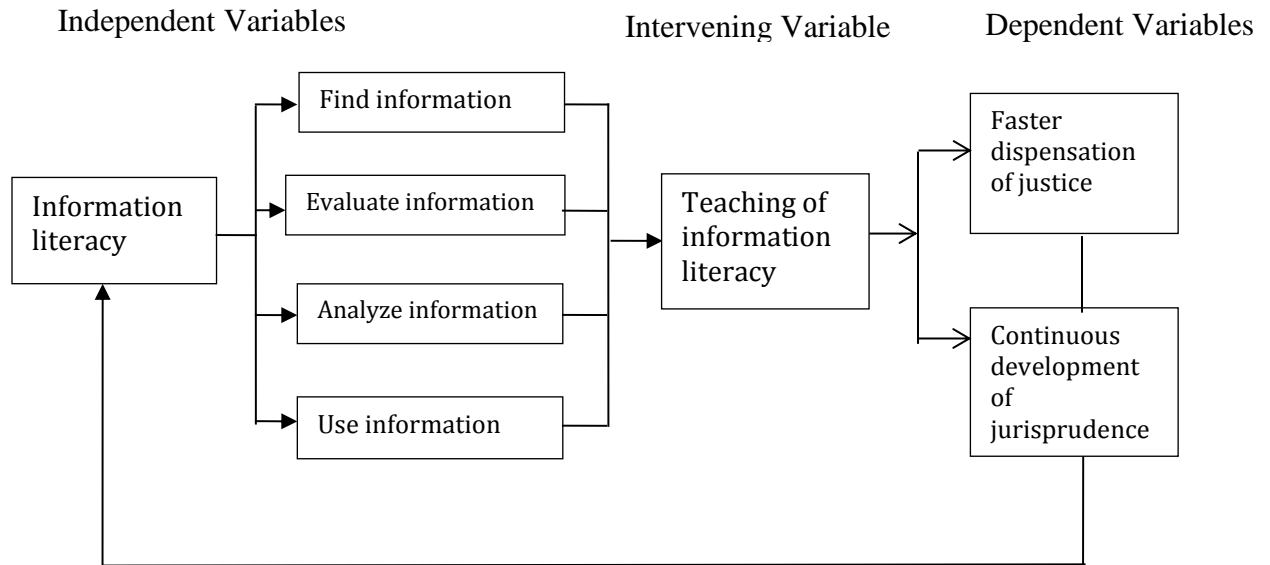 Independent Variables
Intervening Variable
Dependent Variables
Information
literacy
Find information
Evaluate information
Analyze information
Use information
Teaching of
information
literacy
Faster
dispensation
of justice
Continuous
development
of
jurisprudence